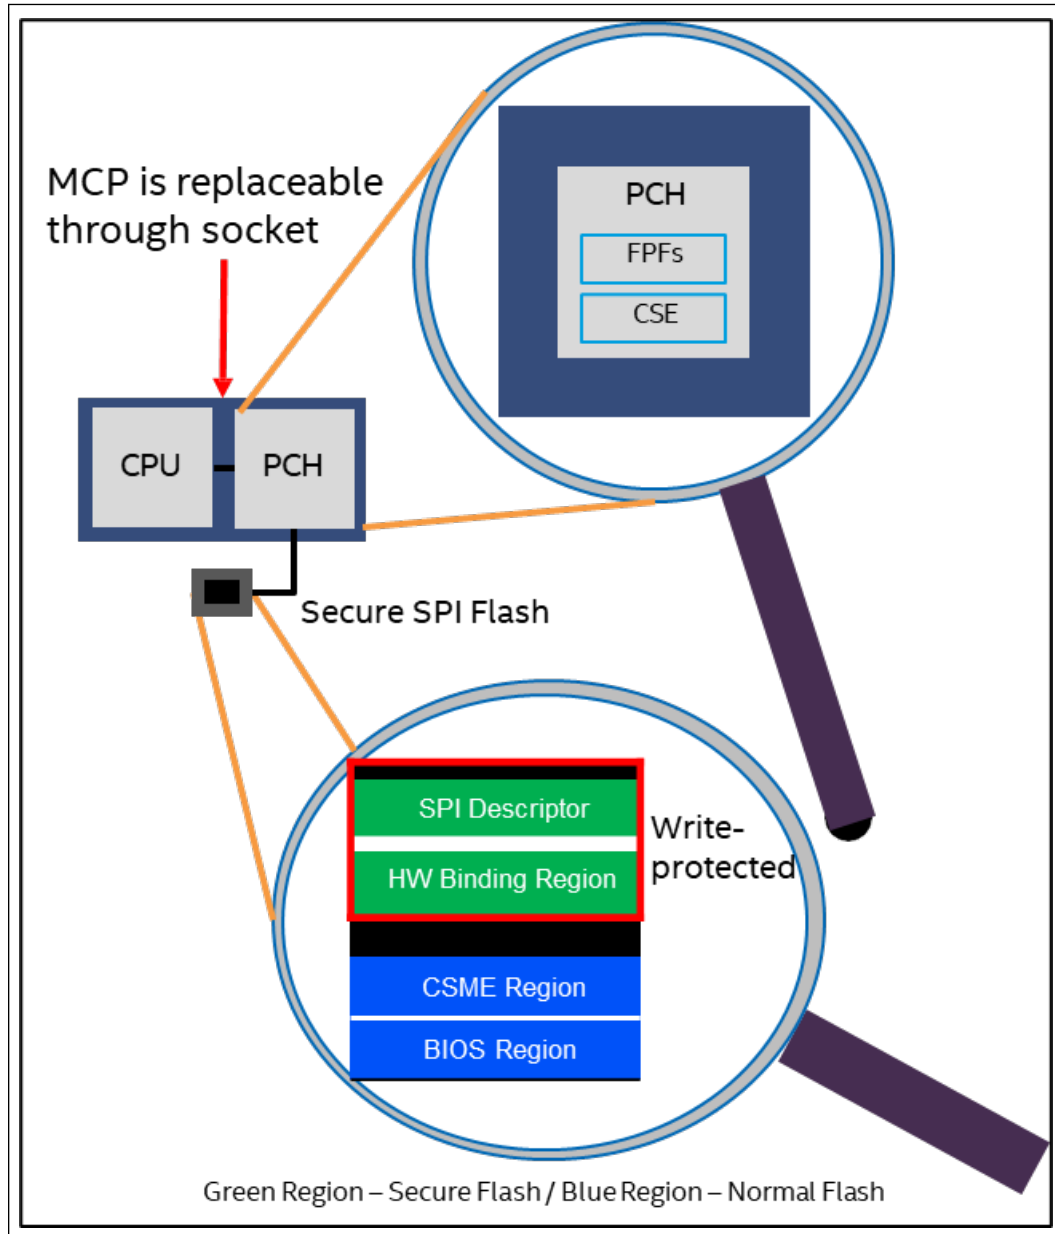 MCP is replaceable
through socket
PCH
FPFs
CSE
CPU
PCH
Secure SPI Flash
SPI Descriptor
HW Binding Region
Write-
protected
CSME Region
BIOS Region
Green Region – Secure Flash / Blue Region – Normal Flash